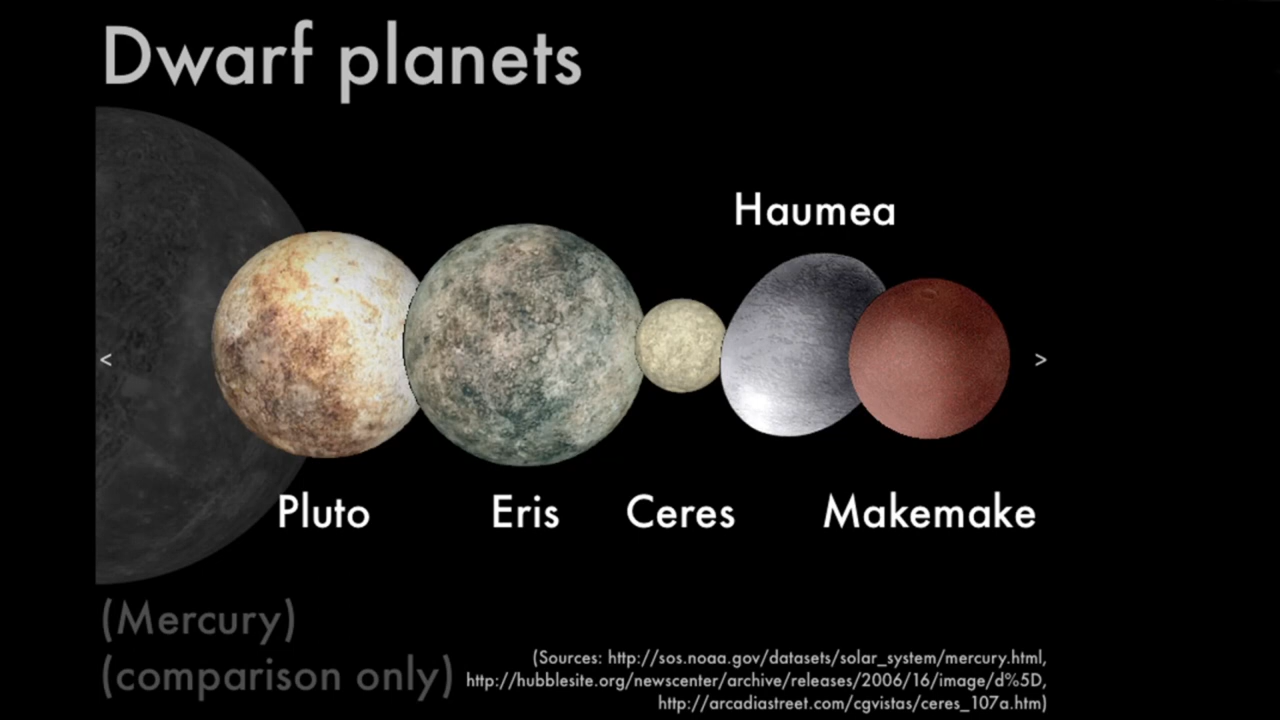 Dwarf planets
Haumea
<
>
Pluto
Eris
Ceres
Makemake
(Mercury)
(comparison only)
(Sources: http://sos.noaa.gov/datasets/solar_system/mercury.html,
http://hubblesite.org/newscenter/archive/releases/2006/16/image/d%5D,
http://arcadiastreet.com/cgvistas/ceres_107a.htm)